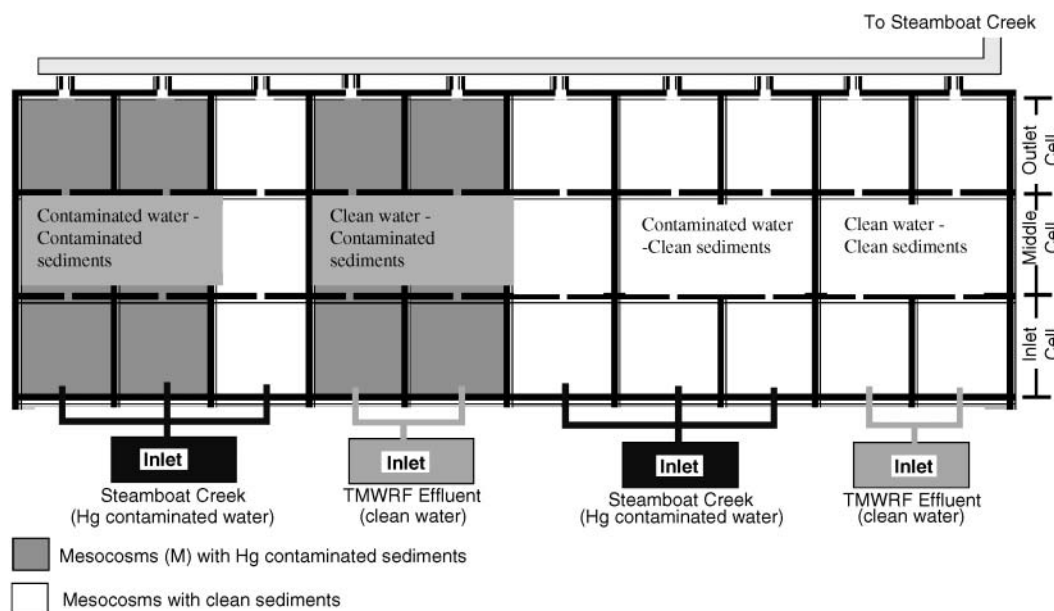 To Steamboat Creek
Outlet
Cell
Contaminated water -
Contaminated
sediments
Clean water -
Contaminated
sediments
Contaminated water
-Clean sediments
Clean water -
Clean sediments
Middle
Cell
Inlet
Cell
Inlet
Steamboat Creek
(Hg contaminated water)
Inlet
TMWRF Effluent
(clean water)
Inlet
Steamboat Creek
(Hg contaminated water)
Inlet
TMWRF Effluent
(clean water)
Mesocosms (M) with Hg contaminated sediments
Mesocosms with clean sediments